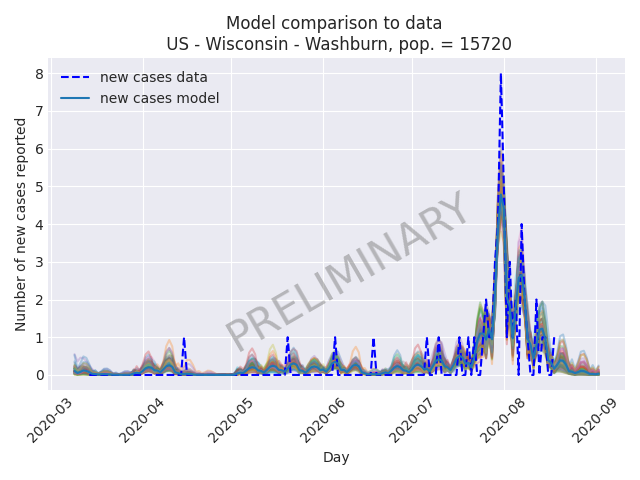 Model comparison to data
US - Wisconsin - Washburn, pop. = 15720
new cases data
new cases model
PRELIMINARY
Number of new cases reported
8
7
6
5
4
3
2
1
0
2020-03
2020-04
2020-05
2020-06
2020-07
2020-08
2020-09
Day